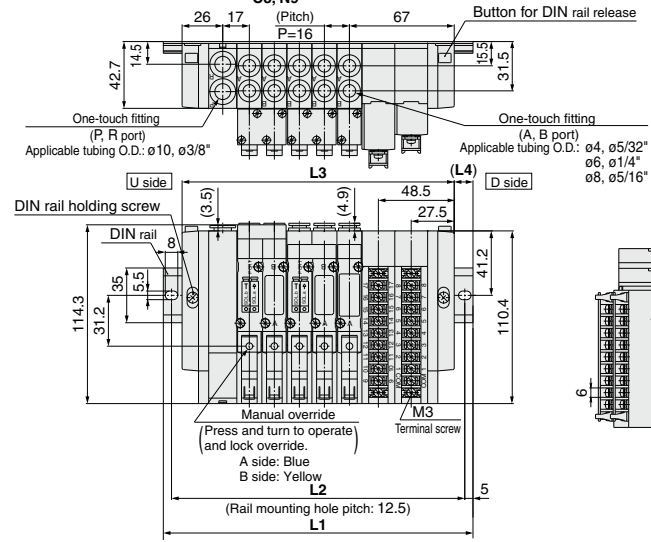 C8, N9
26
17
(Pitch)
P=16
67
Button for DIN rail release
14.5
42.7
15.5
31.5
One-touch fitting
(P, R port)
Applicable tubing O.D.: ø10, ø3/8"
One-touch fitting
(A, B port)
Applicable tubing O.D.: ø4, ø5/32"
ø6, ø1/4"
ø8, ø5/16"
L3
(L4)
U side
D side
48.5
27.5
(3.5)
(4.9)
DIN rail holding screw
DIN rail
8
35
5.5
31.2
114.3
41.2
110.4
6
M3
Terminal screw
Manual override
(Press and turn to operate
and lock override.)
A side: Blue
B side: Yellow
L2
5
(Rail mounting hole pitch: 12.5)
L1